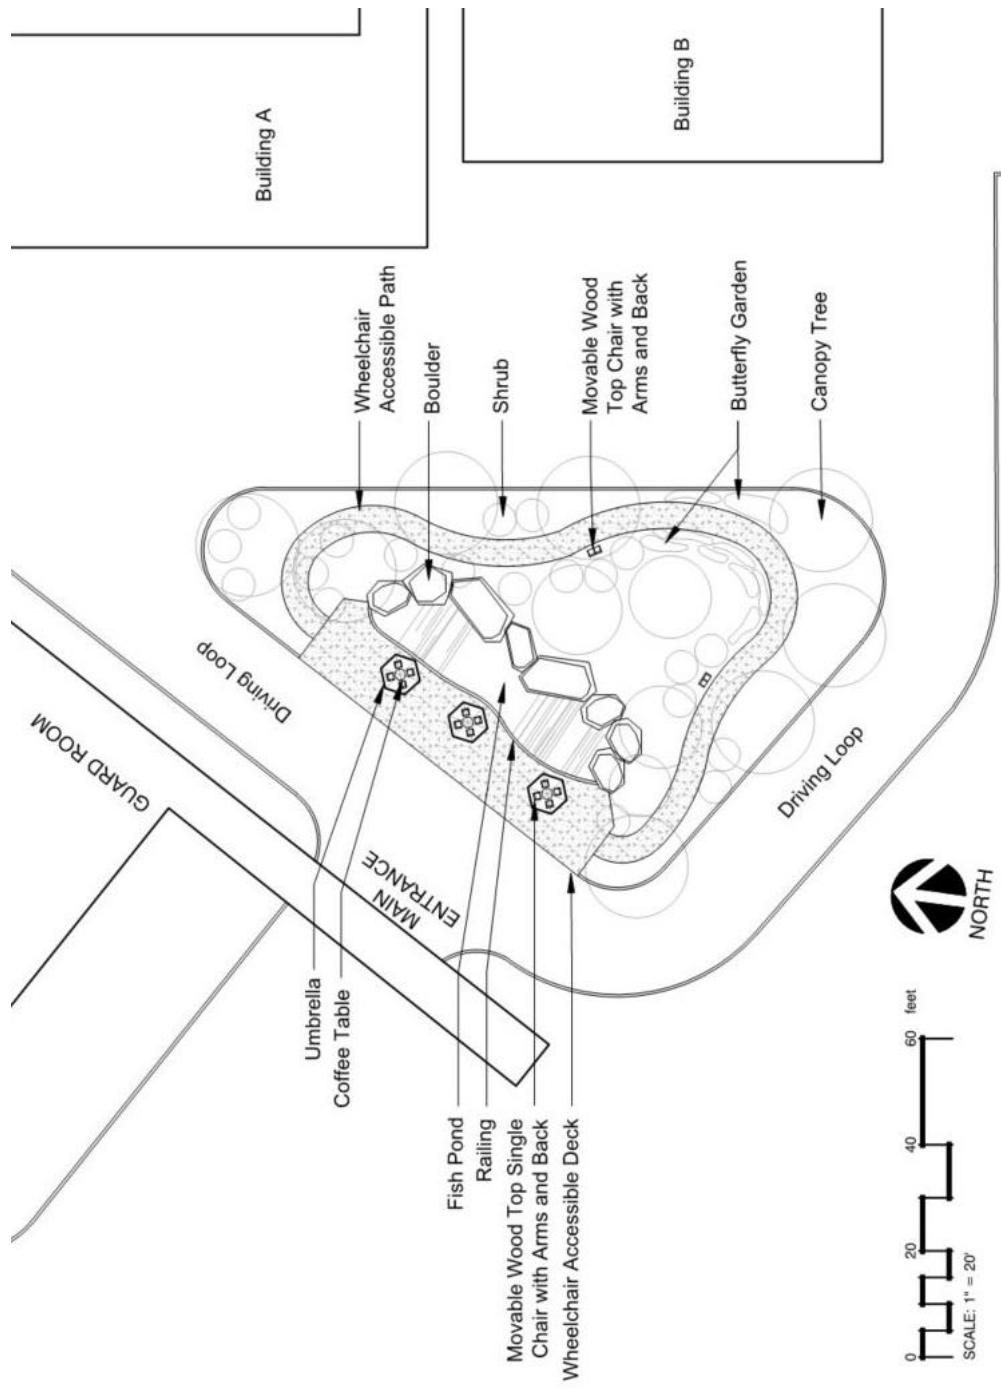 Building A
Building B
Wheelchair
Accessible Path
Boulder
Shrub
Movable Wood
Top Chair with
Arms and Back
Butterfly Garden
Canopy Tree
Driving Loop
GUARD ROOM
MAIN
ENTRANCE
Driving Loop
Umbrella
Coffee Table
Fish Pond
Railing
Movable Wood Top Single
Chair with Arms and Back
Wheelchair Accessible Deck
NORTH
0 20 40 60 feet
SCALE: 1" = 20'